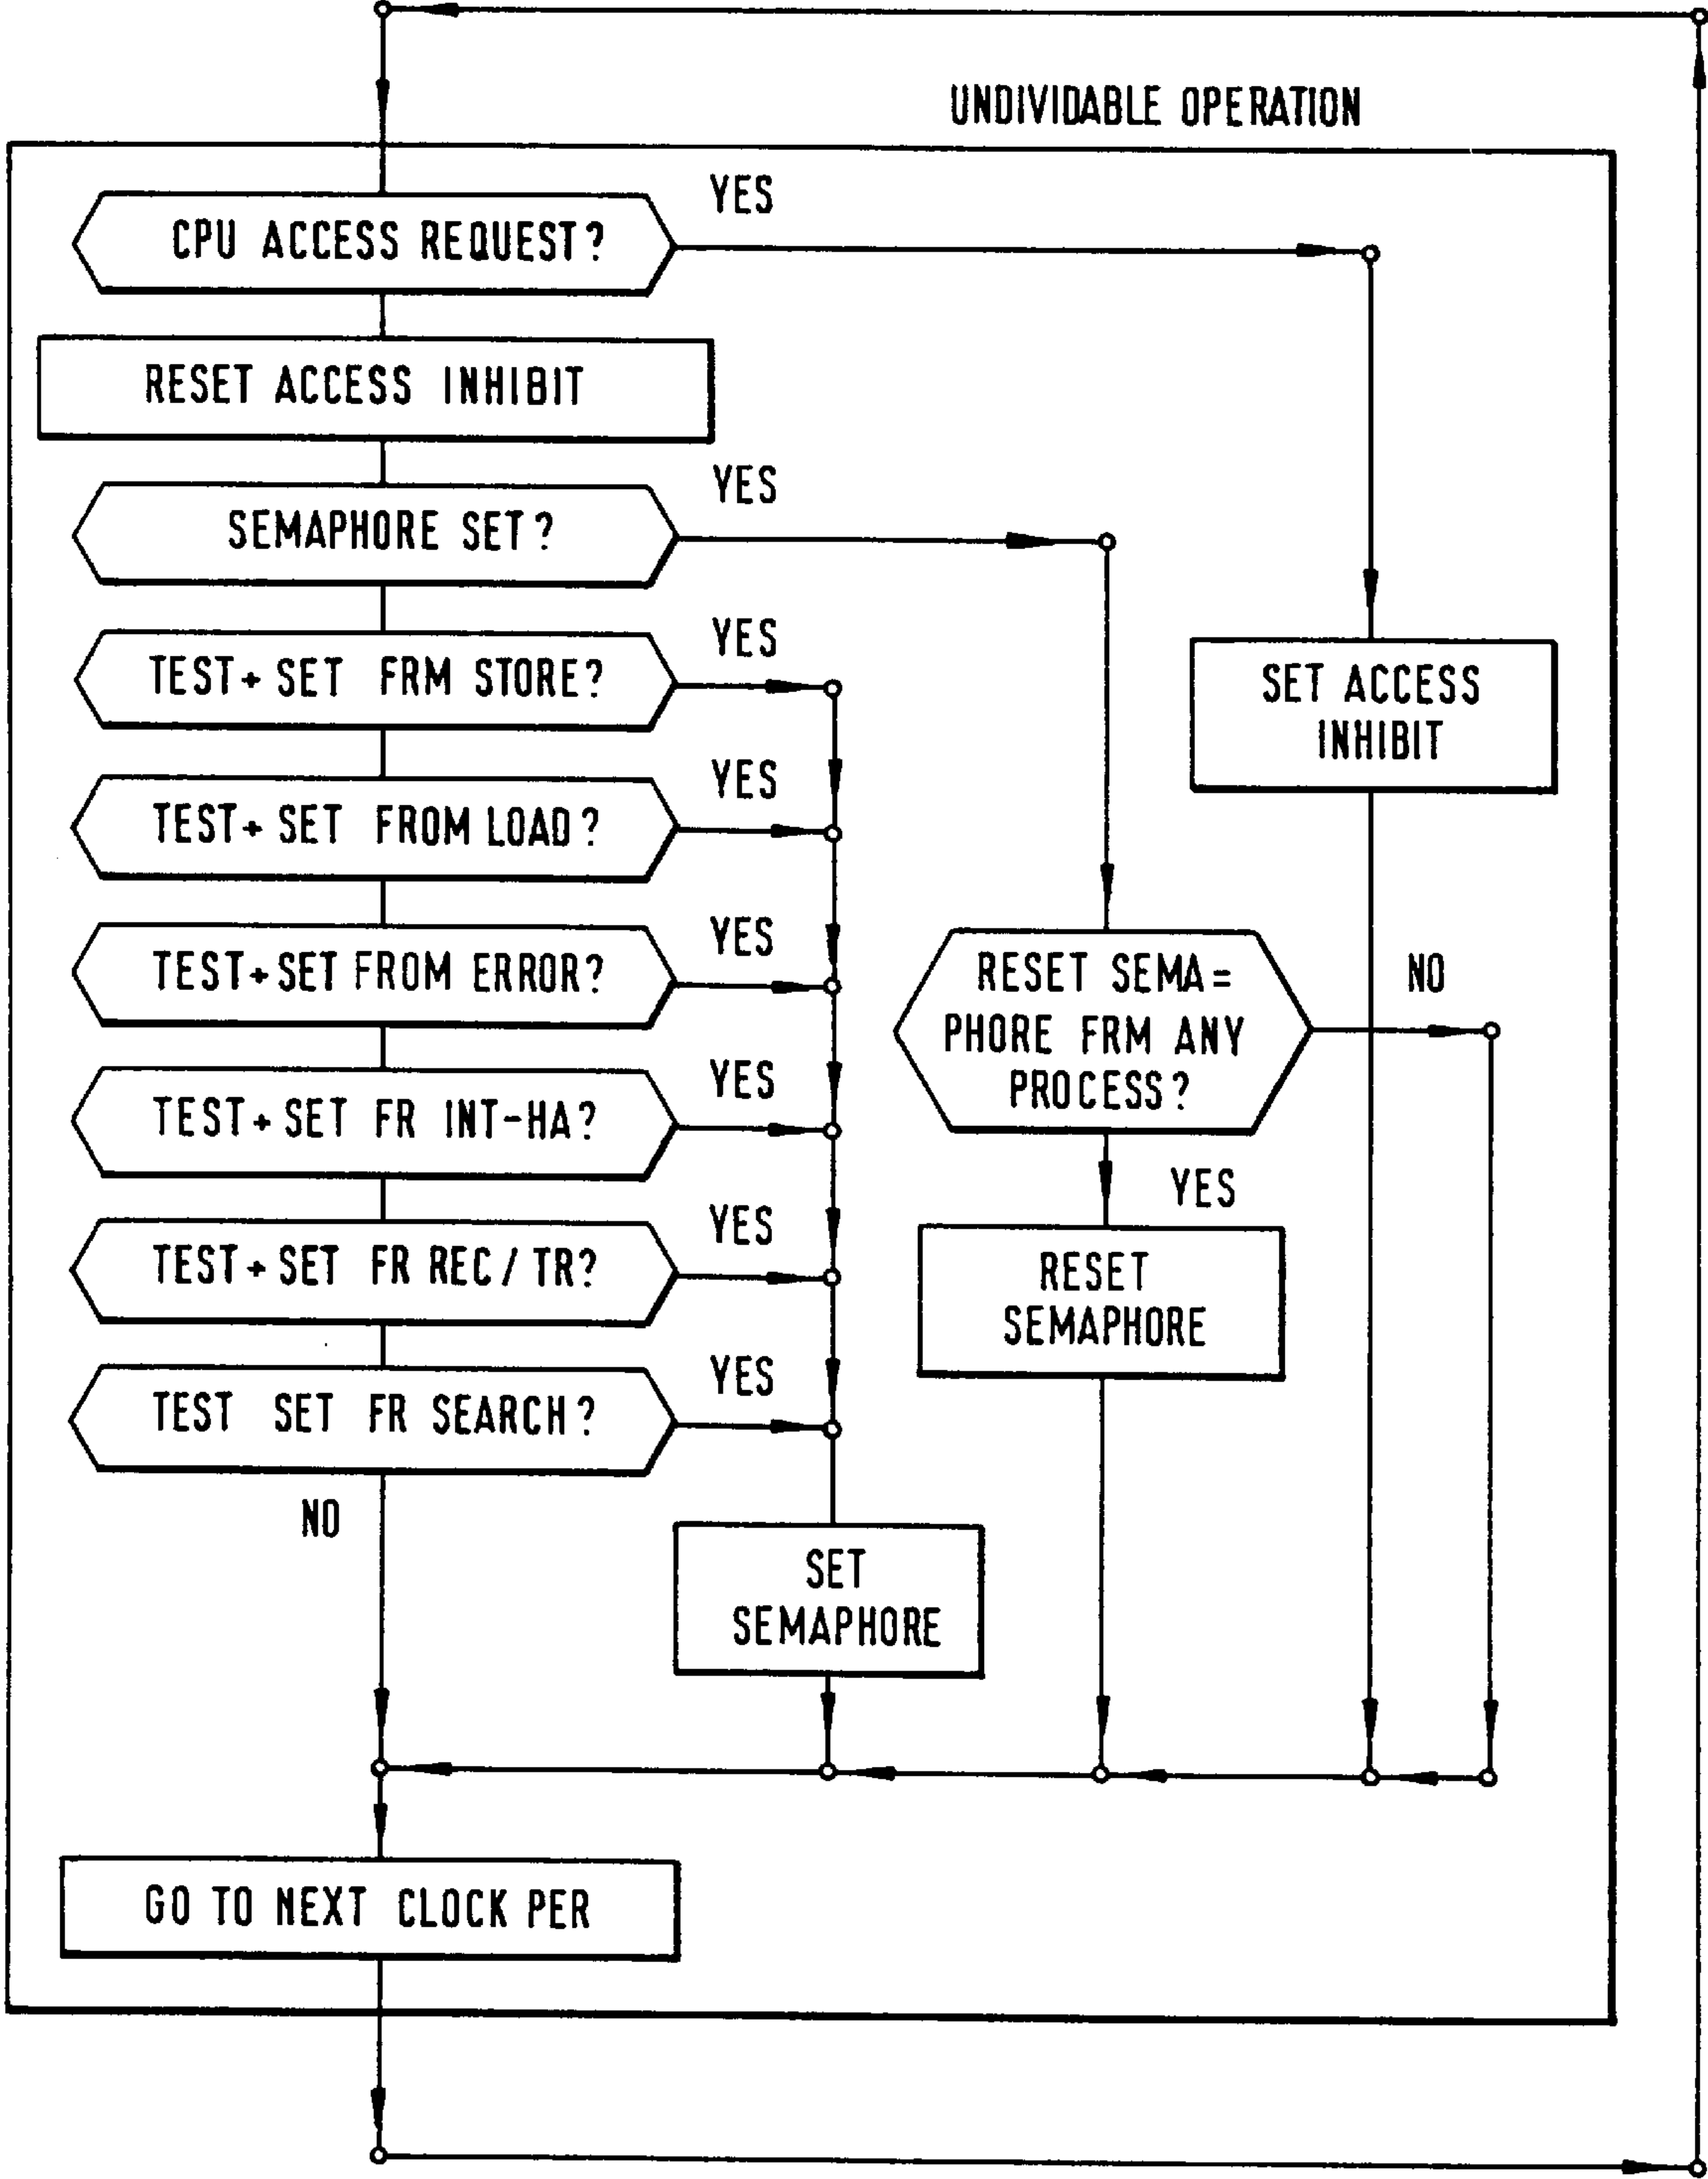 UNDIVIDABLE OPERATION
YES
CPU ACCESS REQUEST?
RESET ACCESS INHIBIT
YES
SEMAPHORE SET?
YES
TEST+ SET FRM STORE?
SET ACCESS
INHIBIT
YES
TEST+ SET FROM LOAD?
YES
TEST+SET FROM ERROR?
RESET SEMA=
PHORE FRM ANY
PROCESS?
NO
YES
TEST+ SET FR INT-HA?
YES
YES
TEST+ SET FR REC/TR?
RESET
SEMAPHORE
YES
TEST SET FR SEARCH?
NO
SET
SEMAPHORE
GO TO NEXT CLOCK PER